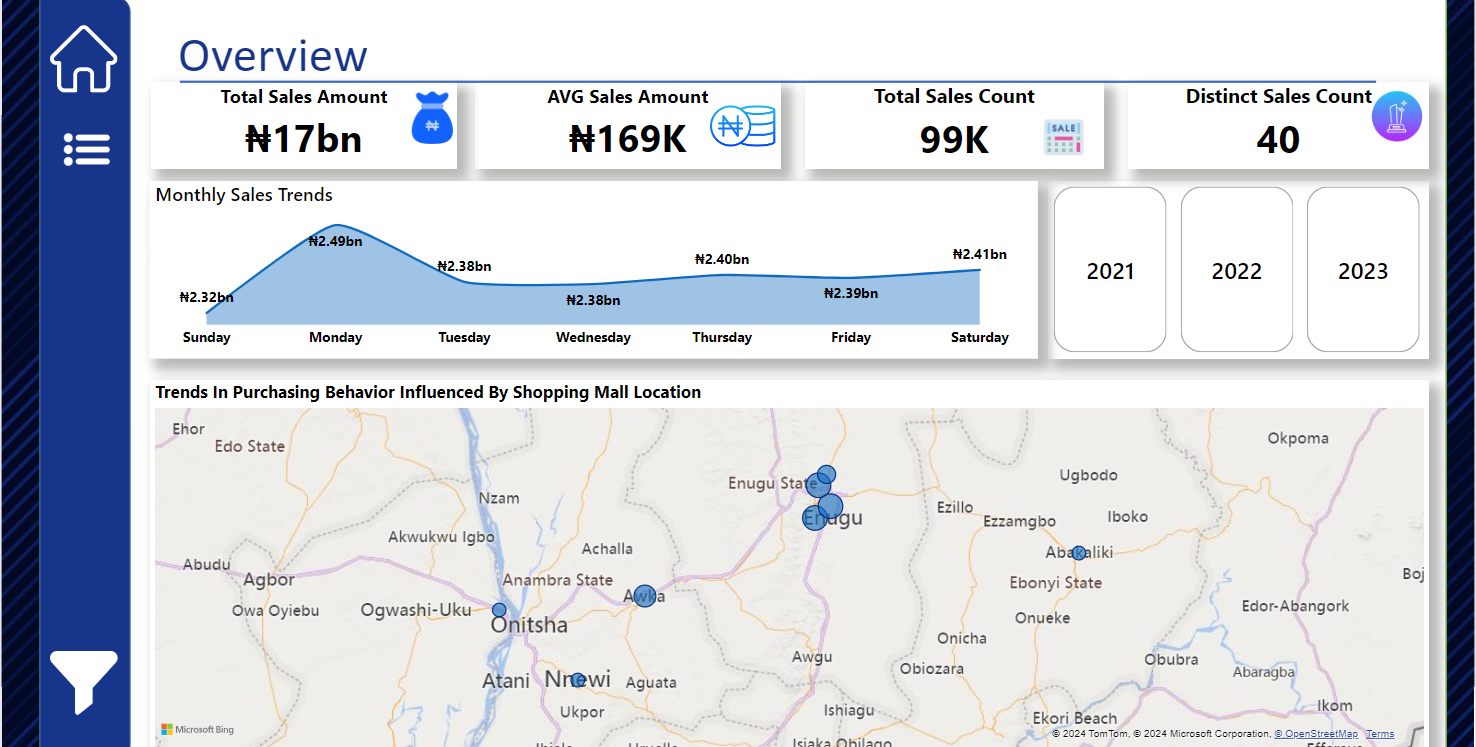 Overview
Total Sales Amount
₦17bn
₦
AVG Sales Amount
₦169K
₦
Total Sales Count
99K
SALE
Distinct Sales Count
40
Monthly Sales Trends
₦2.32bn
₦2.49bn
₦2.38bn
₦2.38bn
₦2.40bn
₦2.39bn
₦2.41bn
Sunday Monday Tuesday Wednesday Thursday Friday Saturday
2021 2022 2023
Trends In Purchasing Behavior Influenced By Shopping Mall Location
Ehor
Edo State
Okpoma
Ugbodo
Enugu State
Nzam
Ezillo
Ezzamgbo
Iboko
Enugu
Akwukwu Igbo
Achalla
Abakaliki
Abudu
Agbor
Anambra State
Ebonyi State
Boj
Owa Oyiebu
Ogwashi-Uku
Awka
Edor-Abangork
Onitsha
Onueke
Onicha
Awgu
Obiozara
Obubra
Abaragba
Atani
Nnewi
Aguata
Ukpor
Ishiagu
Ekori Beach
Ikom
Microsoft Bing
© 2024 TomTom, © 2024 Microsoft Corporation, © OpenStreetMap Terms